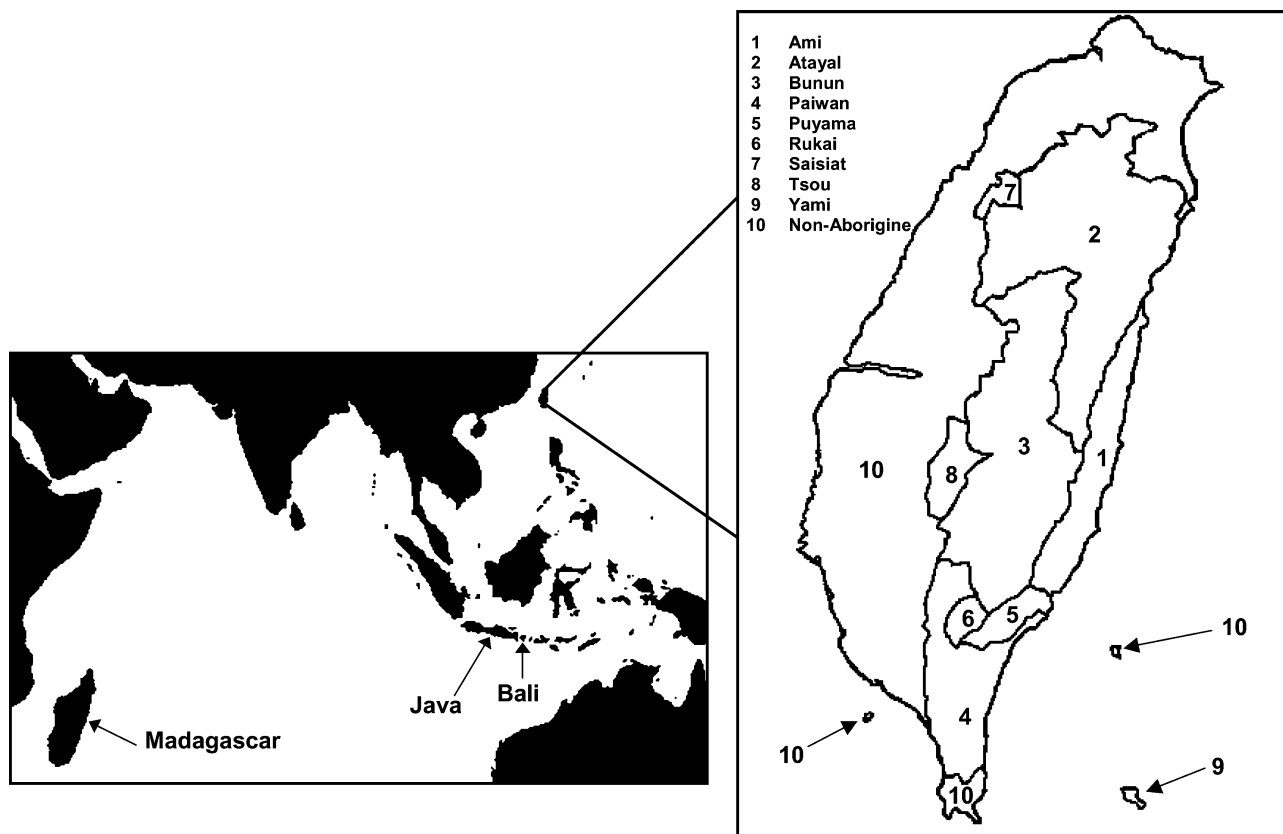 1 Ami
2 Atayal
3 Bunun
4 Paiwan
5 Puyama
6 Rukai
7 Saisiat
8 Tsou
9 Yami
10 Non-Aborigine
7
2
3
1
10
8
6
5
10
4
10
9
10
Java
Bali
Madagascar